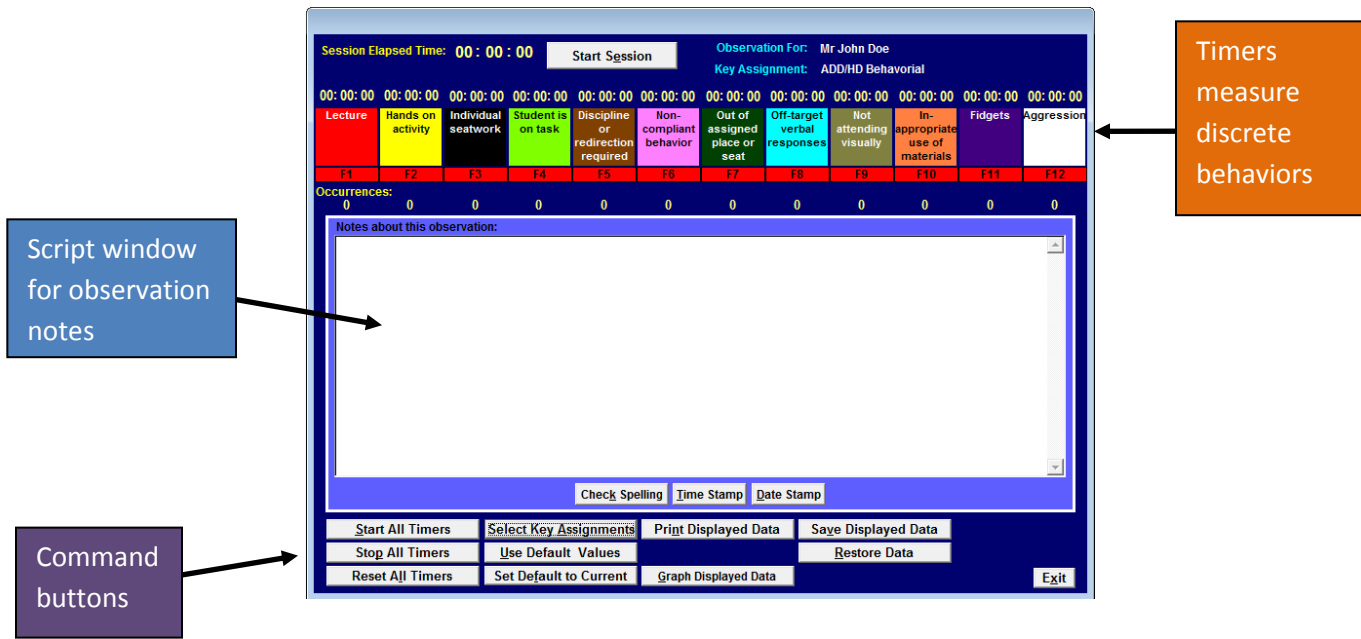 Session Elapsed Time: 00: 00 : 00
Start Session
Observation For: Mr John Doe
Key Assignment: ADD/HD Behavorial
00: 00: 00 00: 00: 00 00: 00: 00 00: 00: 00 00: 00: 00 00: 00: 00 00: 00: 00 00: 00: 00 00: 00: 00 00: 00: 00 00: 00: 00 00: 00: 00
Lecture
Hands on
activity
Individual
seatwork
Student is
on task
Discipline
or
redirection
required
Non-
compliant
behavior
Out of
assigned
place or
seat
Off-target
verbal
responses
Not
attending
visually
In-
appropriate
use of
materials
Fidgets
Aggression
F1 F2 F3 F4 F5 F6 F7 F8 F9 F10 F11 F12
Occurrences:
0 0 0 0 0 0 0 0 0 0 0 0
Notes about this observation:
Check Spelling Time Stamp Date Stamp
Start All Timers Select Key Assignments Print Displayed Data Save Displayed Data
Stop All Timers Use Default Values Restore Data
Reset All Timers Set Default to Current Graph Displayed Data Exit
Timers
measure
discrete
behaviors
Script window
for observation
notes
Command
buttons